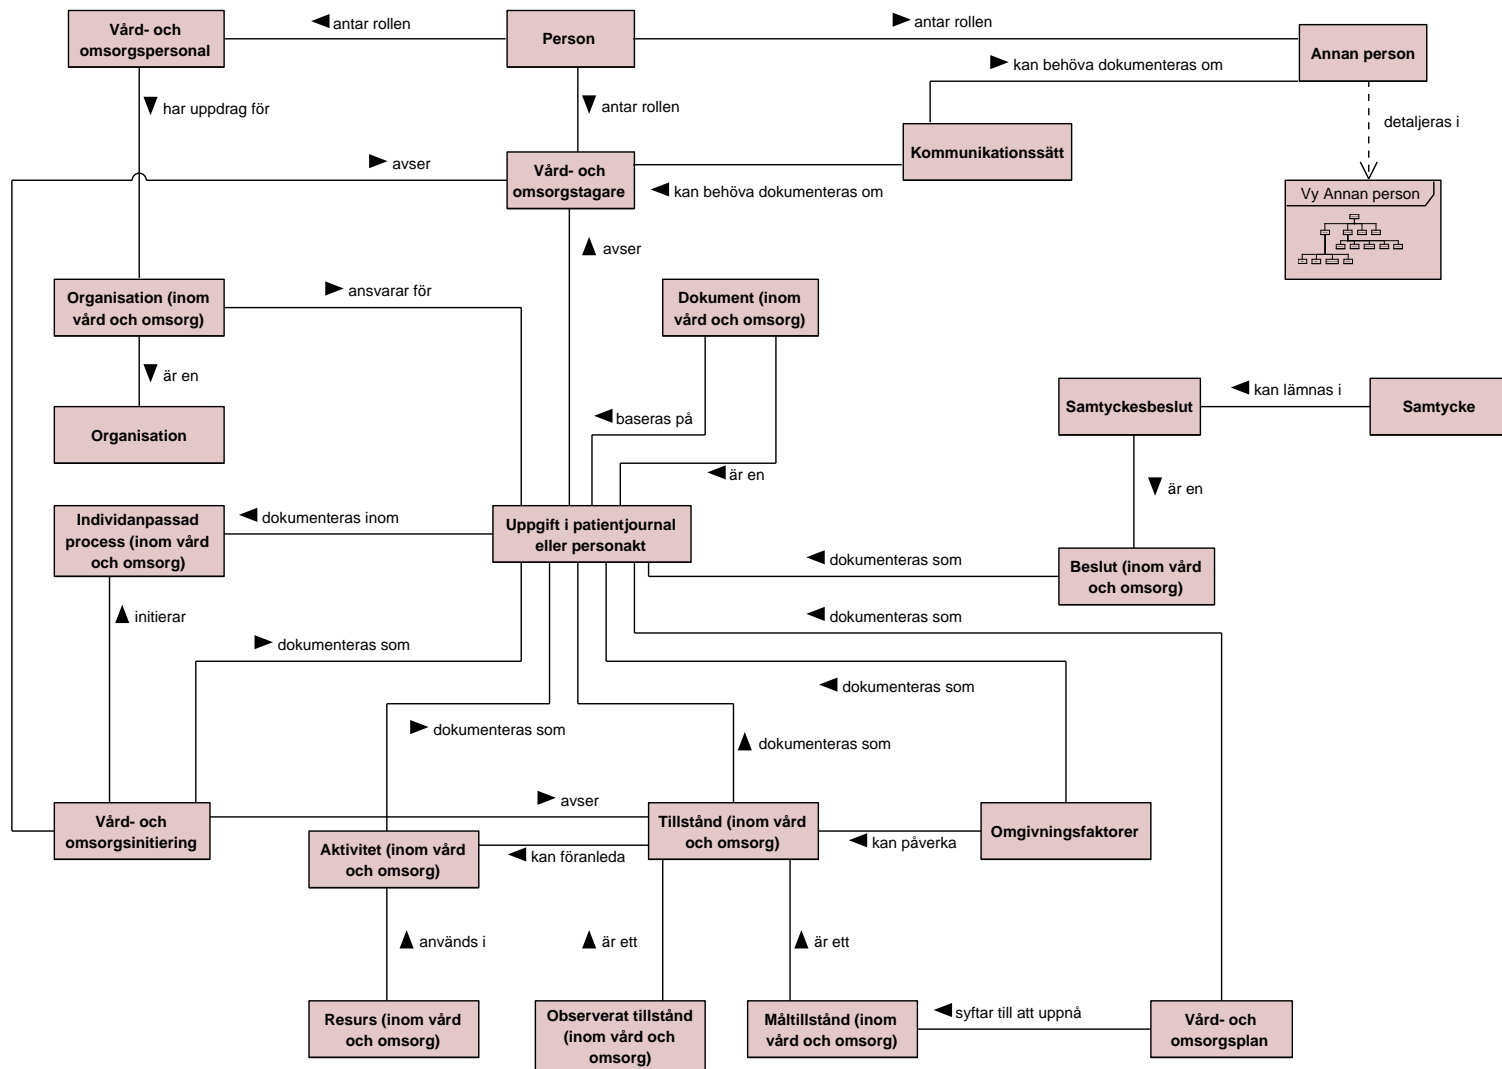 Vård- och
omsorgspersonal
antar rollen
Person
antar rollen
Annan person
kan behöva dokumenteras om
har uppdrag för
antar rollen
detaljeras i
Kommunikationssätt
avser
Vård- och
omsorgstagare
kan behöva dokumenteras om
Vy Annan person
avser
Organisation (inom
vård och omsorg)
ansvarar för
Dokument (inom
vård och omsorg)
är en
Organisation
baseras på
är en
Samtyckesbeslut
kan lämnas i
Samtycke
är en
Individanpassad
process (inom vård
och omsorg)
dokumenteras inom
Uppgift i patientjournal
eller personakt
dokumenteras som
Beslut (inom vård
och omsorg)
initierar
dokumenteras som
dokumenteras som
dokumenteras som
dokumenteras som
dokumenteras som
Vård- och
omsorgsinitiering
avser
Aktivitet (inom vård
och omsorg)
kan föranleda
Tillstånd (inom vård
och omsorg)
kan påverka
Omgivningsfaktorer
används i
är ett
är ett
Resurs (inom vård
och omsorg)
Observerat tillstånd
(inom vård och
omsorg)
Måltillstånd (inom
vård och omsorg)
syftar till att uppnå
Vård- och
omsorgsplan